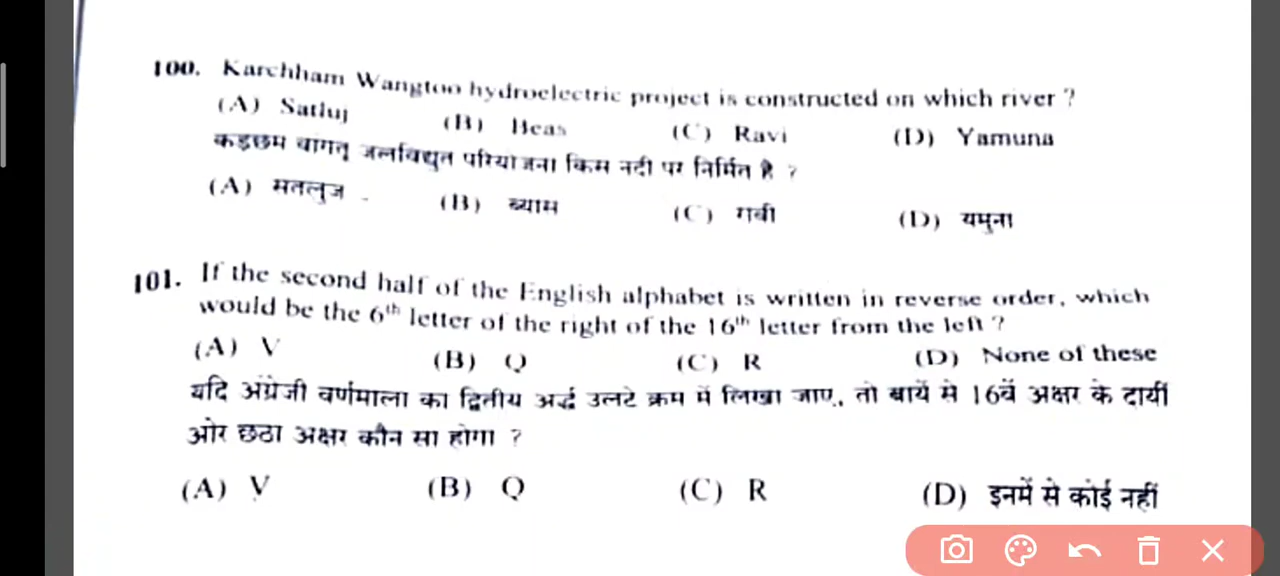 100. Karchham Wangtoo hydroelectric project is constructed on which river ?
(A) Satluj (B) Beas (C) Ravi (D) Yamuna
कड़छम वांगतू जलविद्युत परियोजना किस नदी पर निर्मित है ?
(A) सतलुज (B) ब्यास (C) रावी (D) यमुना
101. If the second half of the English alphabet is written in reverse order, which
would be the 6th letter of the right of the 16th letter from the left ?
(A) V (B) Q (C) R (D) None of these
यदि अंग्रेजी वर्णमाला का द्वितीय अर्द्ध उलटे क्रम में लिखा जाए, तो बायें से 16वें अक्षर के दायीं
ओर छठा अक्षर कौन सा होगा ?
(A) V (B) Q (C) R (D) इनमें से कोई नहीं